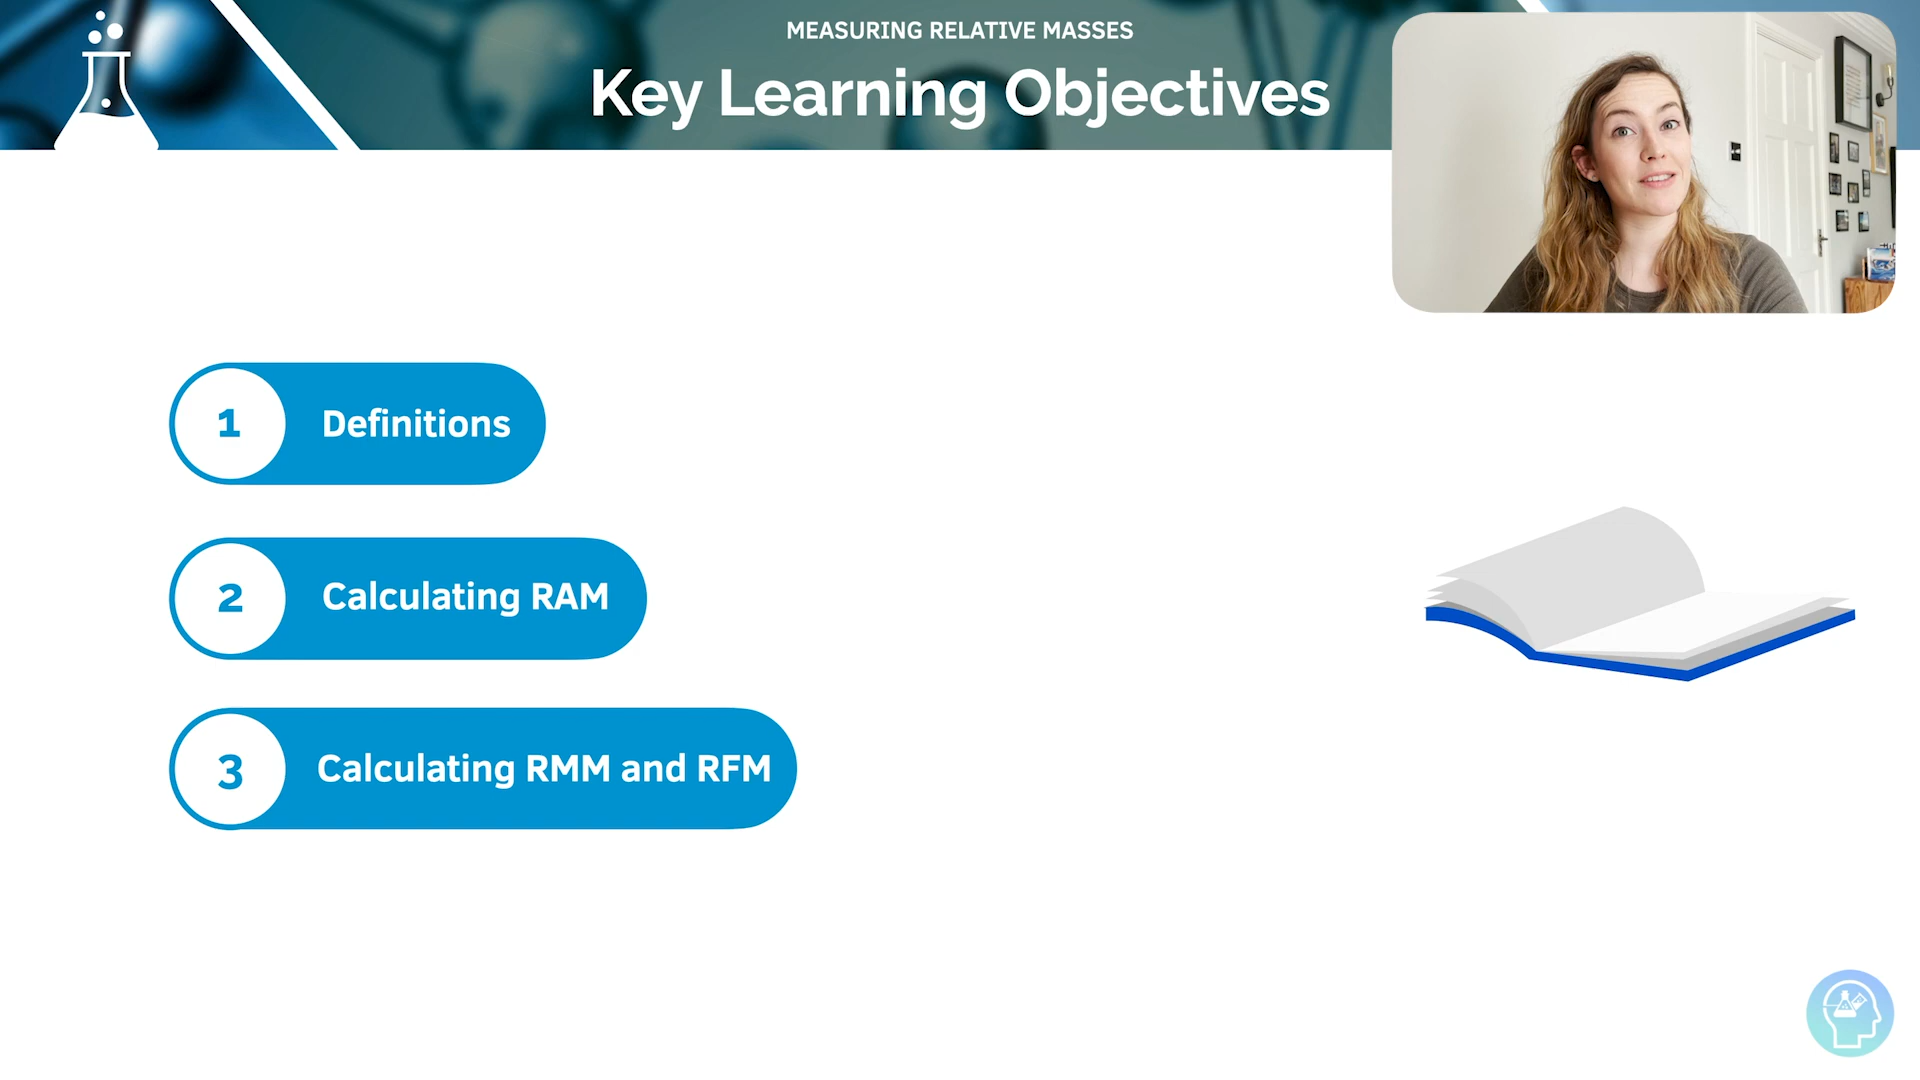 MEASURING RELATIVE MASSES
Key Learning Objectives
1 Definitions
2 Calculating RAM
3 Calculating RMM and RFM